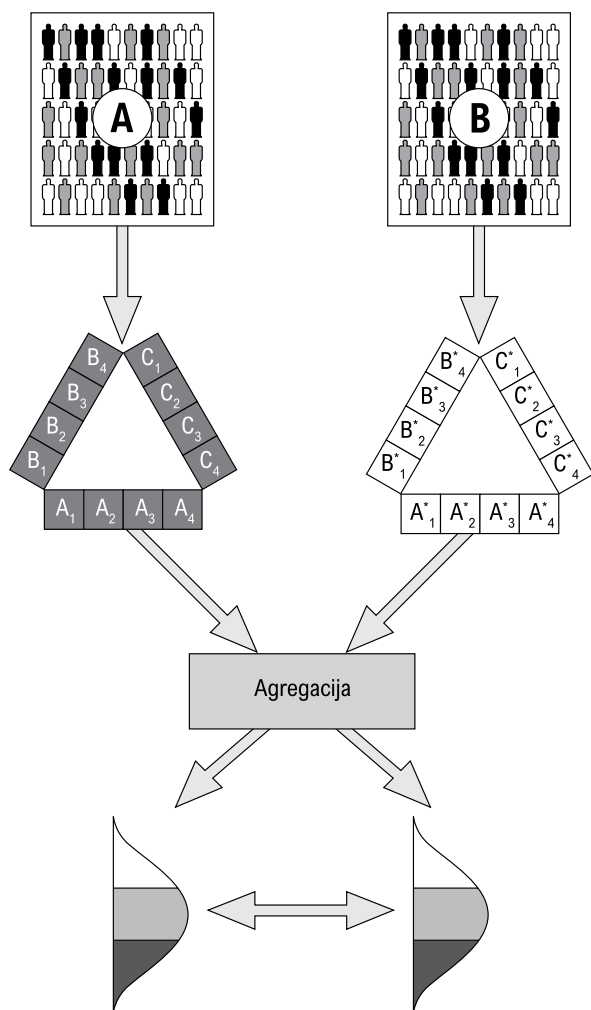 A
B
B₄
B₃
B₂
B₁
C₁
C₂
C₃
C₄
A₁ A₂ A₃ A₄
B*₄
B*₃
B*₂
B*₁
C*₁
C*₂
C*₃
C*₄
A*₁ A*₂ A*₃ A*₄
Agregacija